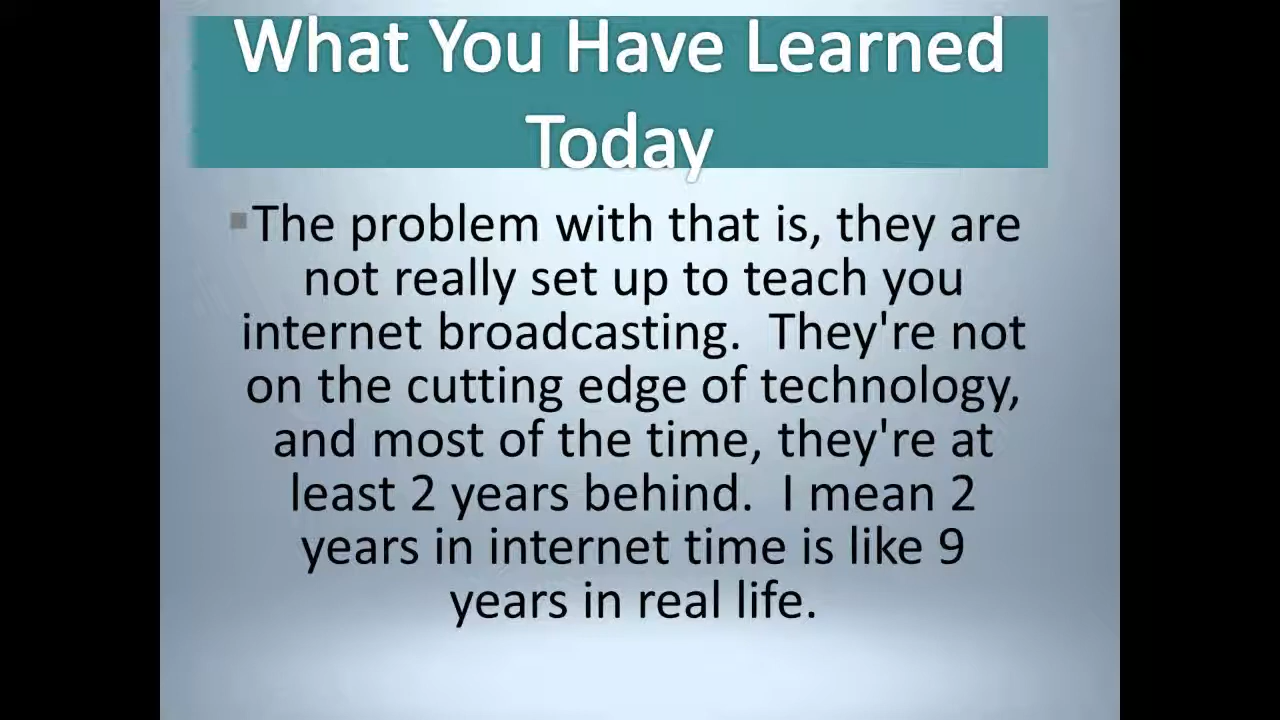 What You Have Learned
Today
The problem with that is, they are
not really set up to teach you
internet broadcasting.  They're not
on the cutting edge of technology,
and most of the time, they're at
least 2 years behind.  I mean 2
years in internet time is like 9
years in real life.